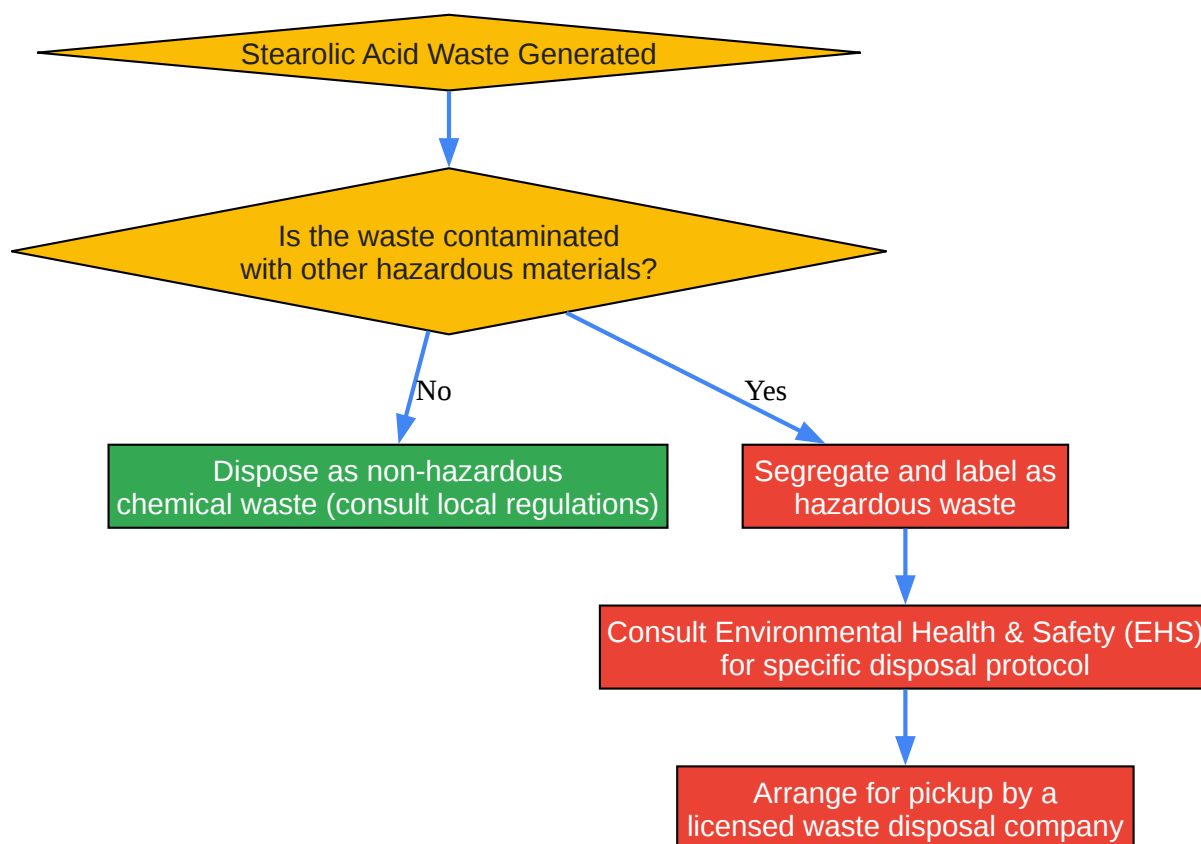 Stearolic Acid Waste Generated
Is the waste contaminated
with other hazardous materials?
No
Yes
Dispose as non-hazardous
chemical waste (consult local regulations)
Segregate and label as
hazardous waste
Consult Environmental Health & Safety (EHS)
for specific disposal protocol
Arrange for pickup by a
licensed waste disposal company